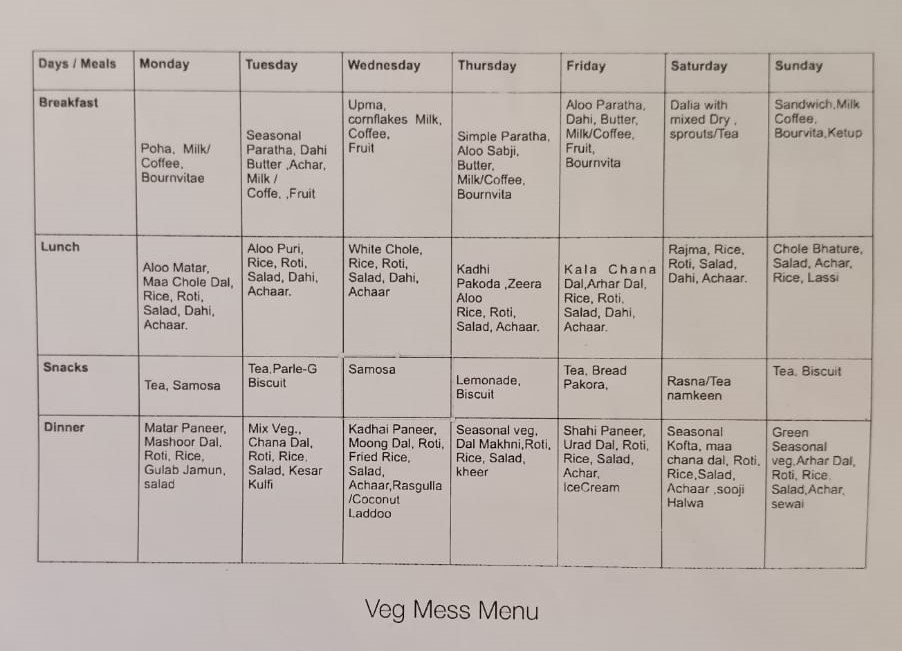 Days / Meals
Monday
Tuesday
Wednesday
Thursday
Friday
Saturday
Sunday
Breakfast
Poha, Milk/
Coffee,
Bournvitae
Seasonal
Paratha, Dahi
Butter ,Achar,
Milk /
Coffe, ,Fruit
Upma,
cornflakes Milk,
Coffee,
Fruit
Simple Paratha,
Aloo Sabji,
Butter,
Milk/Coffee,
Bournvita
Aloo Paratha,
Dahi, Butter,
Milk/Coffee,
Fruit,
Bournvita
Dalia with
mixed Dry ,
sprouts/Tea
Sandwich,Milk
Coffee,
Bourvita,Ketup
Lunch
Aloo Matar,
Maa Chole Dal,
Rice, Roti,
Salad, Dahi,
Achaar.
Aloo Puri,
Rice, Roti,
Salad, Dahi,
Achaar.
White Chole,
Rice, Roti,
Salad, Dahi,
Achaar
Kadhi
Pakoda ,Zeera
Aloo
Rice, Roti,
Salad, Achaar.
Kala Chana
Dal,Arhar Dal,
Rice, Roti,
Salad, Dahi,
Achaar.
Rajma, Rice,
Roti, Salad,
Dahi, Achaar.
Chole Bhature,
Salad, Achar,
Rice, Lassi
Snacks
Tea, Samosa
Tea,Parle-G
Biscuit
Samosa
Lemonade,
Biscuit
Tea, Bread
Pakora,
Rasna/Tea
namkeen
Tea, Biscuit
Dinner
Matar Paneer,
Mashoor Dal,
Roti, Rice,
Gulab Jamun,
salad
Mix Veg.,
Chana Dal,
Roti, Rice,
Salad, Kesar
Kulfi
Kadhai Paneer,
Moong Dal, Roti,
Fried Rice,
Salad,
Achaar,Rasgulla
/Coconut
Laddoo
Seasonal veg,
Dal Makhni,Roti,
Rice, Salad,
kheer
Shahi Paneer,
Urad Dal, Roti,
Rice, Salad,
Achar,
IceCream
Seasonal
Kofta, maa
chana dal, Roti,
Rice,Salad,
Achaar ,sooji
Halwa
Green
Seasonal
veg,Arhar Dal,
Roti, Rice,
Salad,Achar,
sewai
Veg Mess Menu